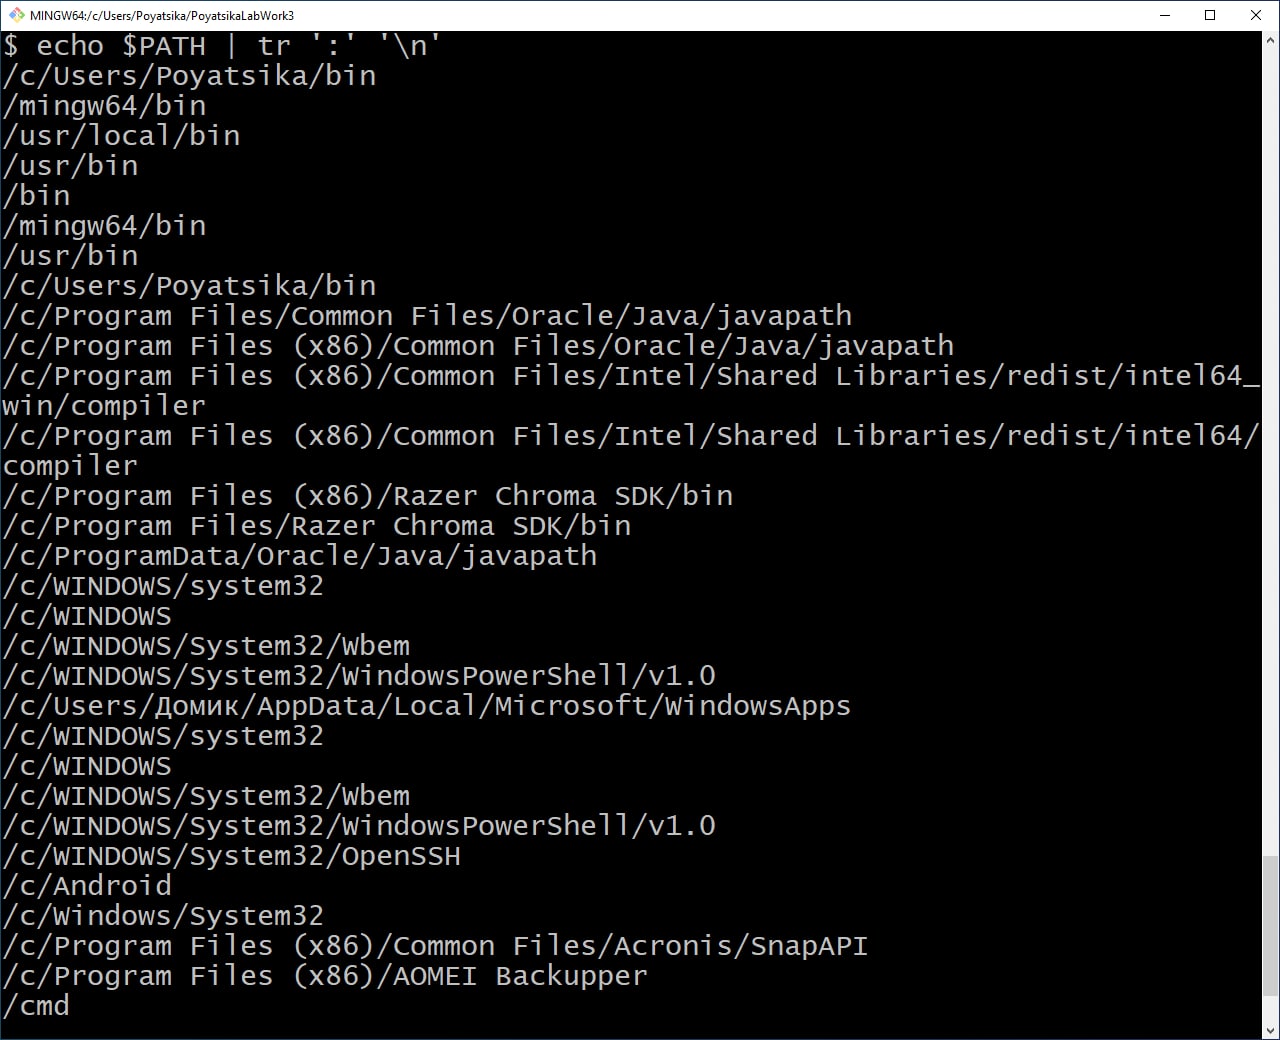 MINGW64:/c/Users/Poyatsika/PoyatsikaLabWork3
$ echo $PATH | tr ':' '\n'
/c/Users/Poyatsika/bin
/mingw64/bin
/usr/local/bin
/usr/bin
/bin
/mingw64/bin
/usr/bin
/c/Users/Poyatsika/bin
/c/Program Files/Common Files/Oracle/Java/javapath
/c/Program Files (x86)/Common Files/Oracle/Java/javapath
/c/Program Files (x86)/Common Files/Intel/Shared Libraries/redist/intel64_
win/compiler
/c/Program Files (x86)/Common Files/Intel/Shared Libraries/redist/intel64/
compiler
/c/Program Files (x86)/Razer Chroma SDK/bin
/c/Program Files/Razer Chroma SDK/bin
/c/ProgramData/Oracle/Java/javapath
/c/WINDOWS/system32
/c/WINDOWS
/c/WINDOWS/System32/Wbem
/c/WINDOWS/System32/WindowsPowerShell/v1.0
/c/Users/Домик/AppData/Local/Microsoft/WindowsApps
/c/WINDOWS/system32
/c/WINDOWS
/c/WINDOWS/System32/Wbem
/c/WINDOWS/System32/WindowsPowerShell/v1.0
/c/WINDOWS/System32/OpenSSH
/c/Android
/c/Windows/System32
/c/Program Files (x86)/Common Files/Acronis/SnapAPI
/c/Program Files (x86)/AOMEI Backupper
/cmd